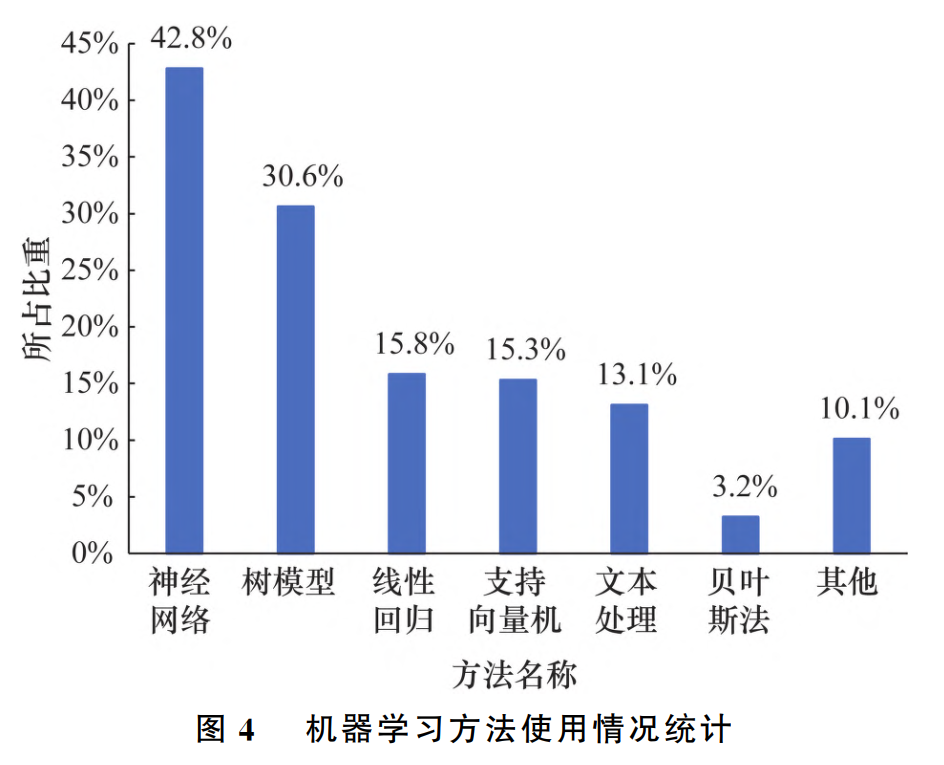 45%
40%
35%
30%
25%
20%
15%
10%
5%
0%
所占比重
42.8%
30.6%
15.8%
15.3%
13.1%
3.2%
10.1%
神经
网络
树模型
线性
回归
支持
向量机
文本
处理
贝叶
斯法
其他
方法名称
图 4 机器学习方法使用情况统计